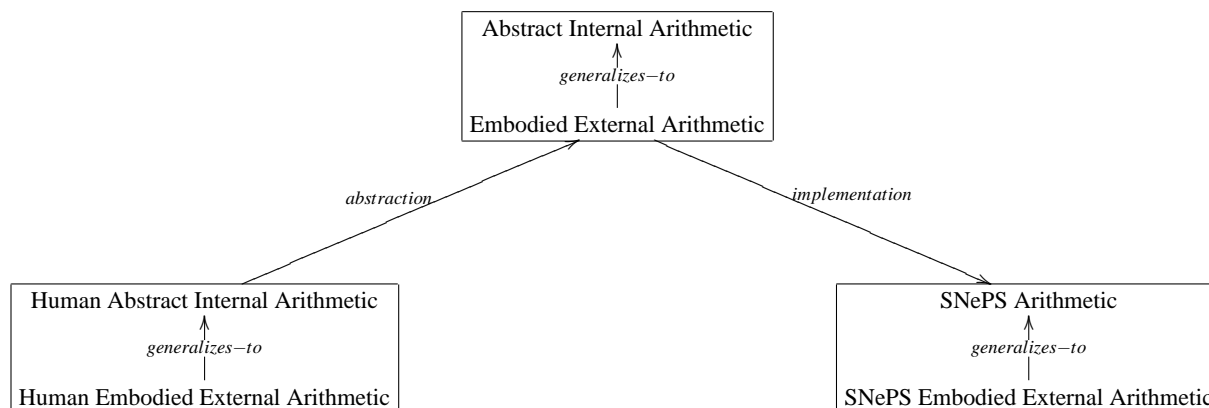 Abstract Internal Arithmetic
generalizes−to
Embodied External Arithmetic
abstraction
implementation
Human Abstract Internal Arithmetic
generalizes−to
Human Embodied External Arithmetic
SNePS Arithmetic
generalizes−to
SNePS Embodied External Arithmetic